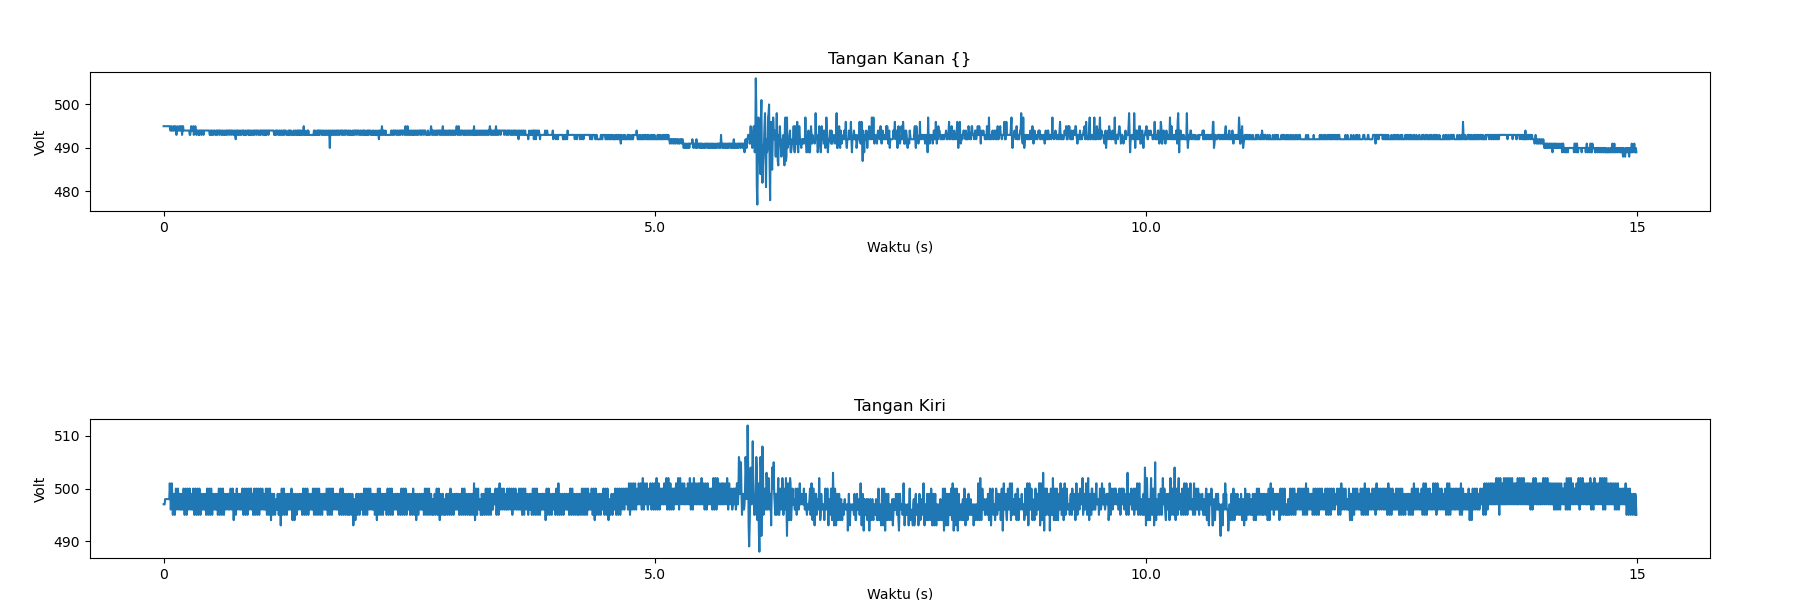 Tangan Kanan {}
500
490
480
Volt
0 5.0 10.0 15
Waktu (s)
Tangan Kiri
510
500
490
Volt
0 5.0 10.0 15
Waktu (s)